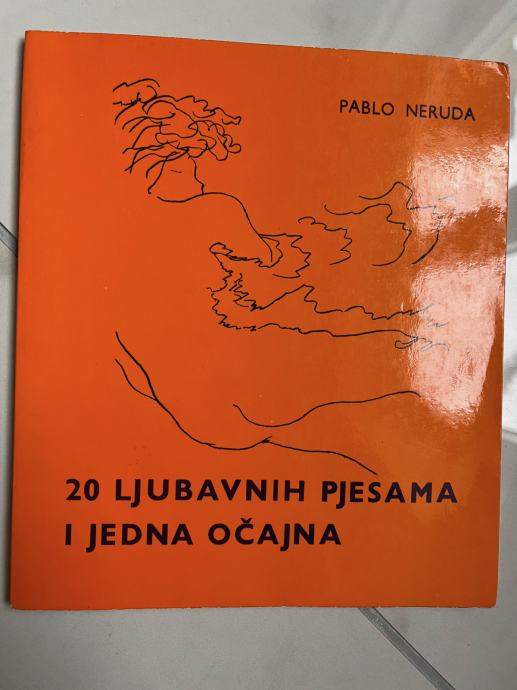 PABLO NERUDA
20 LJUBAVNIH PJESAMA
I JEDNA OČAJNA